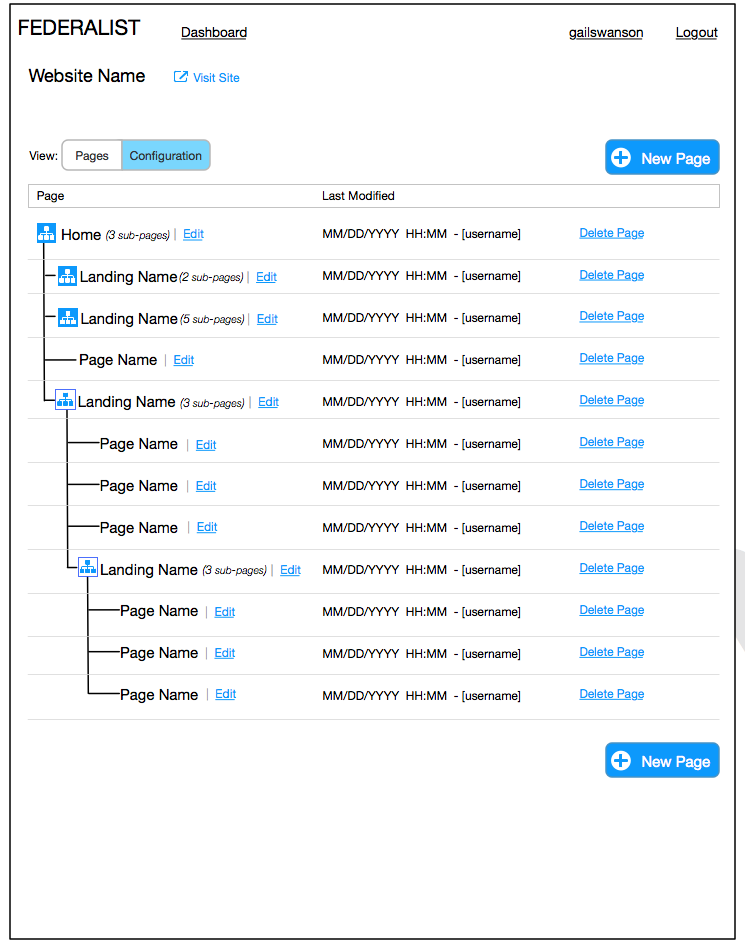 FEDERALIST Dashboard gailswanson Logout
Website Name Visit Site
View: Pages Configuration New Page
Page Last Modified
Home (3 sub-pages) | Edit MM/DD/YYYY HH:MM - [username] Delete Page
Landing Name (2 sub-pages) | Edit MM/DD/YYYY HH:MM - [username] Delete Page
Landing Name (5 sub-pages) | Edit MM/DD/YYYY HH:MM - [username] Delete Page
Page Name | Edit MM/DD/YYYY HH:MM - [username] Delete Page
Landing Name (3 sub-pages) | Edit MM/DD/YYYY HH:MM - [username] Delete Page
Page Name | Edit MM/DD/YYYY HH:MM - [username] Delete Page
Page Name | Edit MM/DD/YYYY HH:MM - [username] Delete Page
Page Name | Edit MM/DD/YYYY HH:MM - [username] Delete Page
Landing Name (3 sub-pages) | Edit MM/DD/YYYY HH:MM - [username] Delete Page
Page Name | Edit MM/DD/YYYY HH:MM - [username] Delete Page
Page Name | Edit MM/DD/YYYY HH:MM - [username] Delete Page
Page Name | Edit MM/DD/YYYY HH:MM - [username] Delete Page
New Page